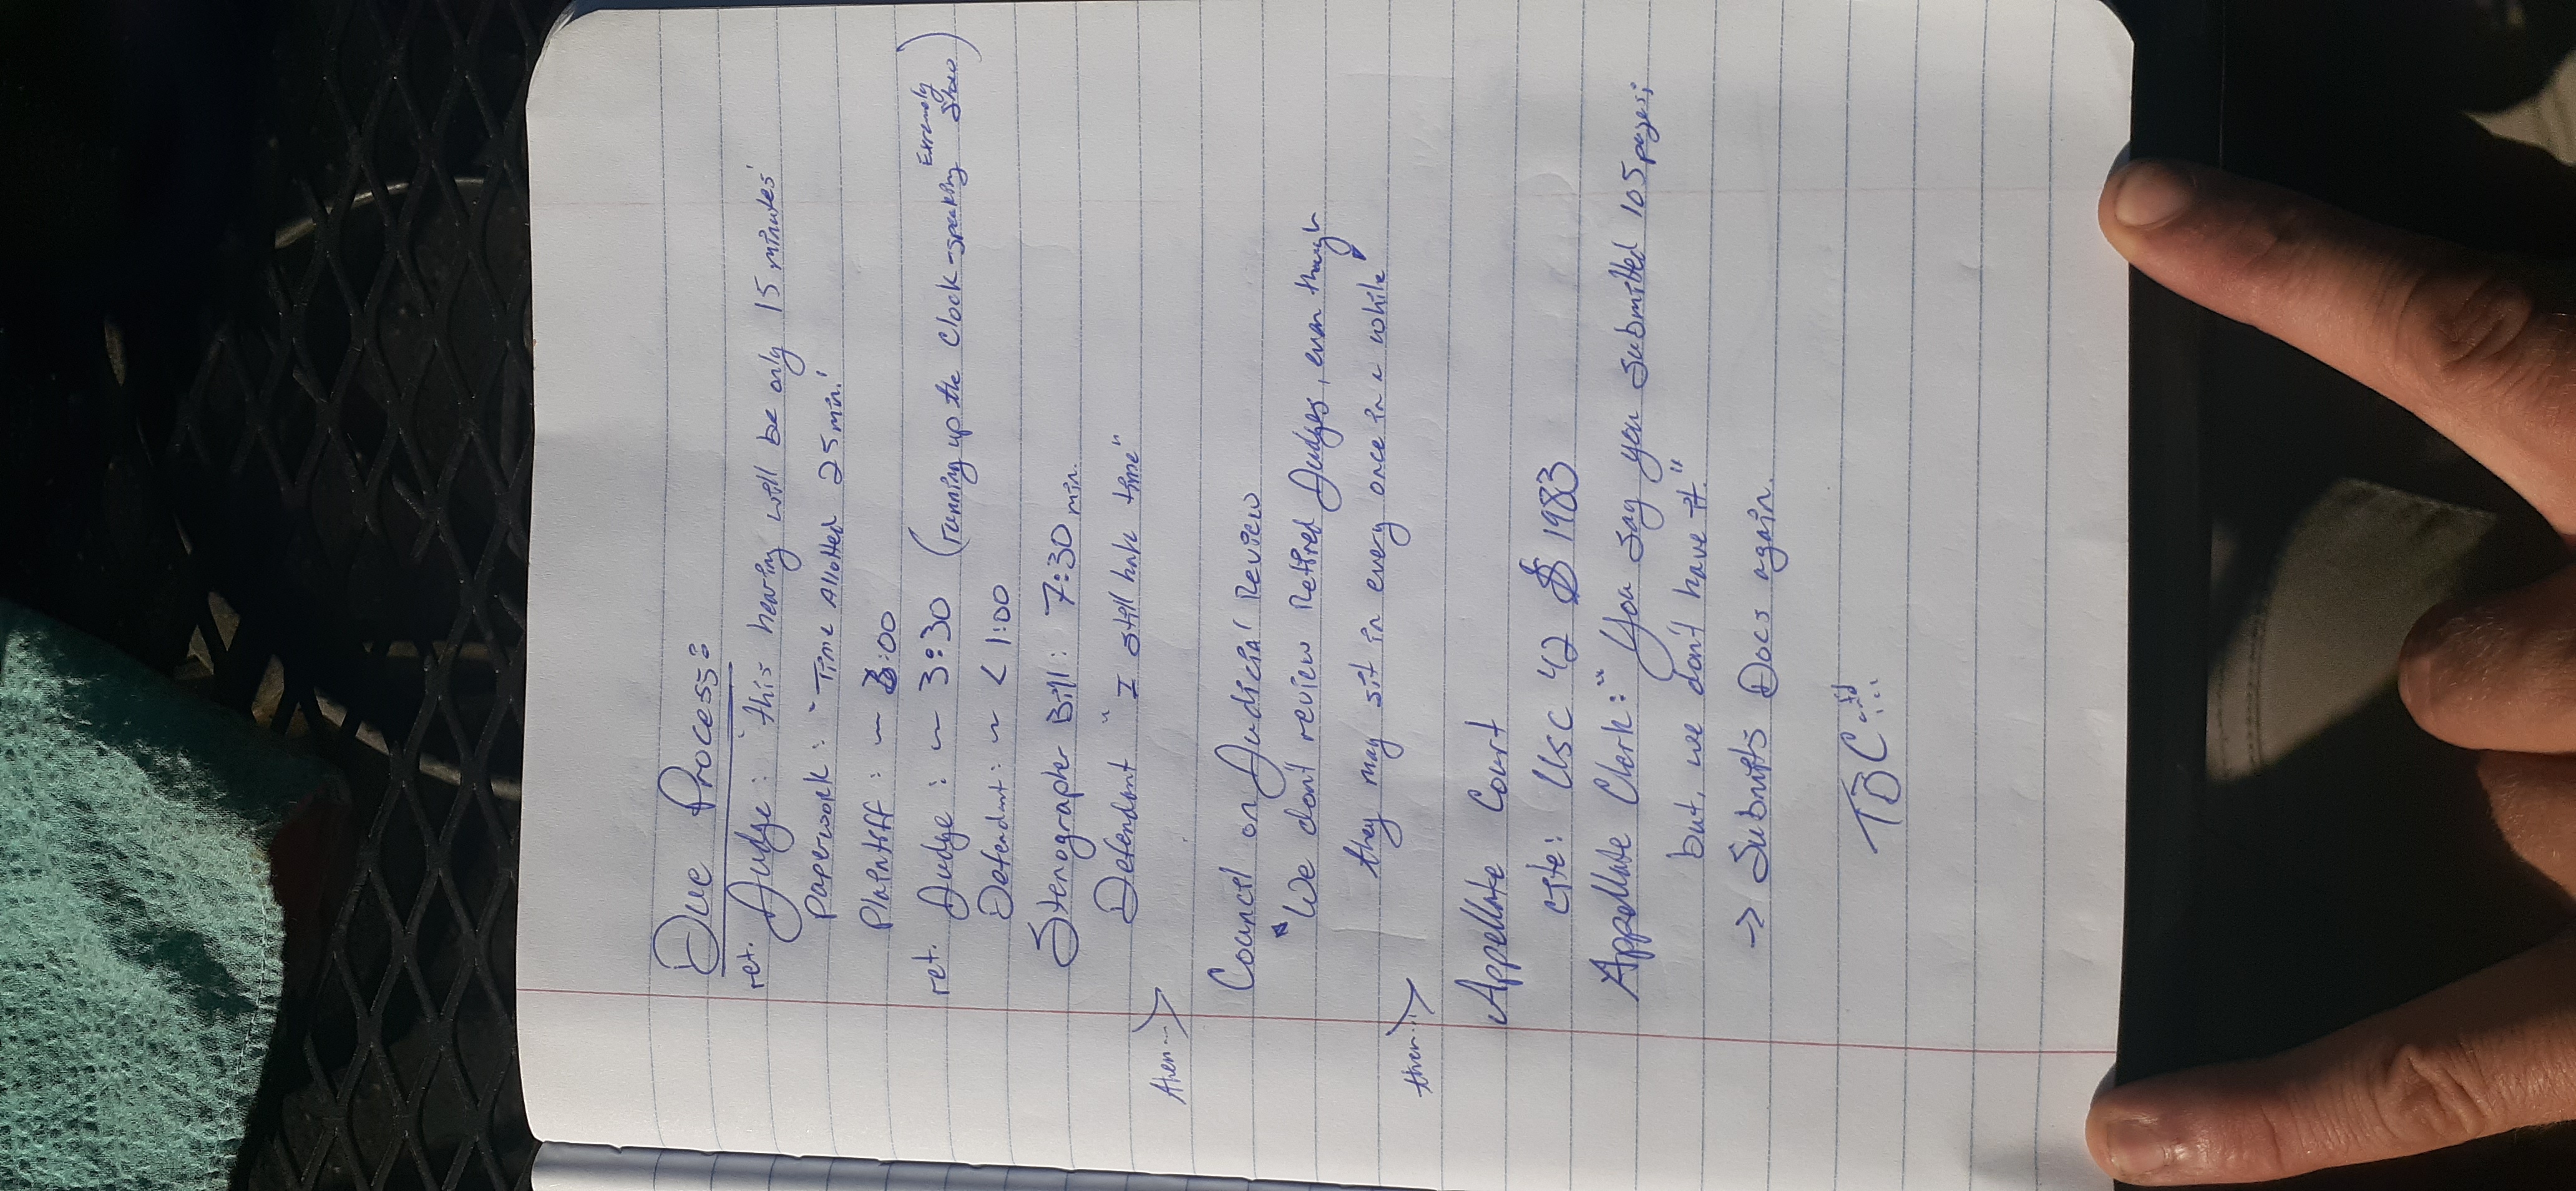 Due Process:
ret. Judge: 'this hearing will be only 15 minutes'
Paperwork: "Time Allotted 25 min.'
Plaintiff: ~ 3:00
ret. Judge: ~ 3:30 (running up the clock - speaking Extremely Slow)
Defendant: ~ < 1:00
Stenographer Bill: 7:30 min.
Defendant "I still have time"
then... →
Council on Judicial Review
"We don't review Retired Judges, even though
they may sit in every once in a while"
then... →
Appellate Court
cite: USC 42 § 1983
Appellate Clerk: "You say you submitted 105 pages;
but, we don't have it."
→ Submits Docs again.